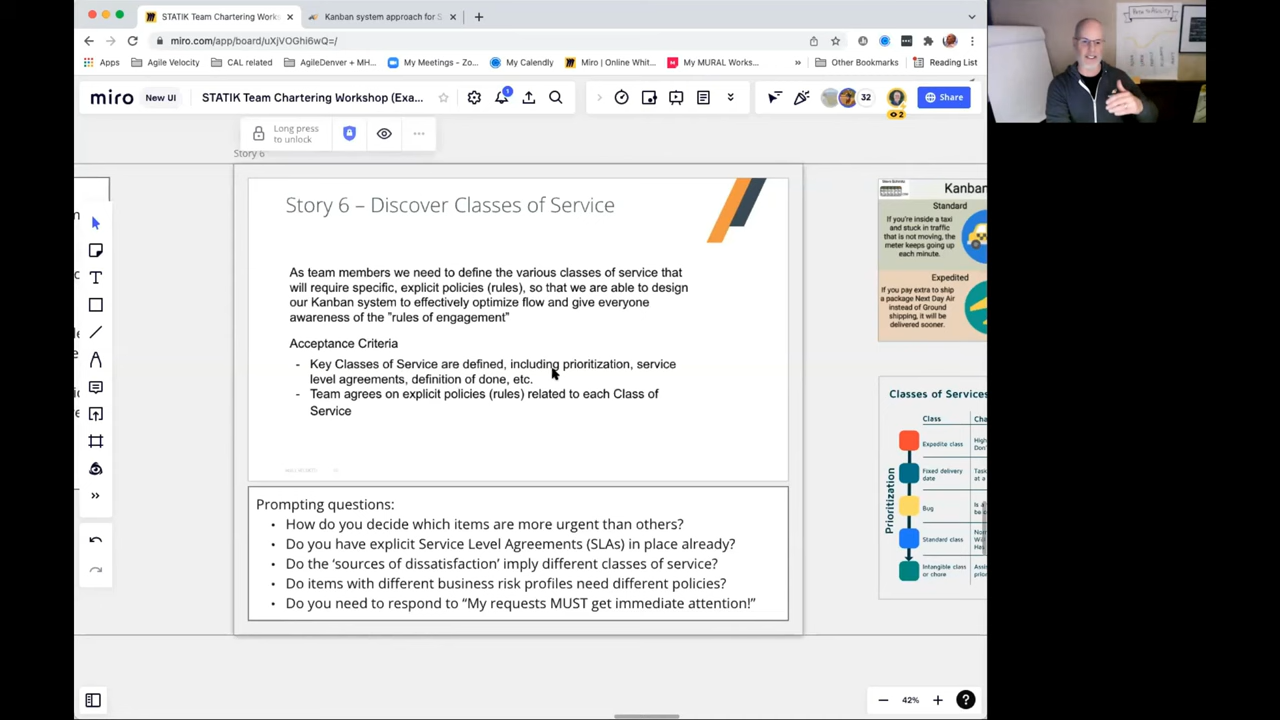 STATIK Team Chartering Works
Kanban system approach for S
miro.com/app/board/uXjVOGhl6wQ=/
Apps
Agile Velocity
CAL related
AgileDenver + MH...
My Meetings - Zo...
My Calendly
Miro | Online Whit...
My MURAL Works...
Other Bookmarks
Reading List
miro
New UI
STATIK Team Chartering Workshop (Exa...
1
32
2
Share
Long press
to unlock
Story 6
Story 6 – Discover Classes of Service
As team members we need to define the various classes of service that
will require specific, explicit policies (rules), so that we are able to design
our Kanban system to effectively optimize flow and give everyone
awareness of the "rules of engagement"
Acceptance Criteria
- Key Classes of Service are defined, including prioritization, service
level agreements, definition of done, etc.
- Team agrees on explicit policies (rules) related to each Class of
Service
Prompting questions:
• How do you decide which items are more urgent than others?
• Do you have explicit Service Level Agreements (SLAs) in place already?
• Do the ‘sources of dissatisfaction’ imply different classes of service?
• Do items with different business risk profiles need different policies?
• Do you need to respond to “My requests MUST get immediate attention!”
Kanban
Standard
If you're inside a taxi
and stuck in traffic
that is not moving, the
meter keeps going up
each minute.
Expedited
If you pay extra to ship
a package Next Day Air
instead of Ground
shipping, it will be
delivered sooner.
Classes of Services
Class
Prioritization
Expedite class
Fixed delivery
date
Bug
Standard class
Intangible class
or chore
42%